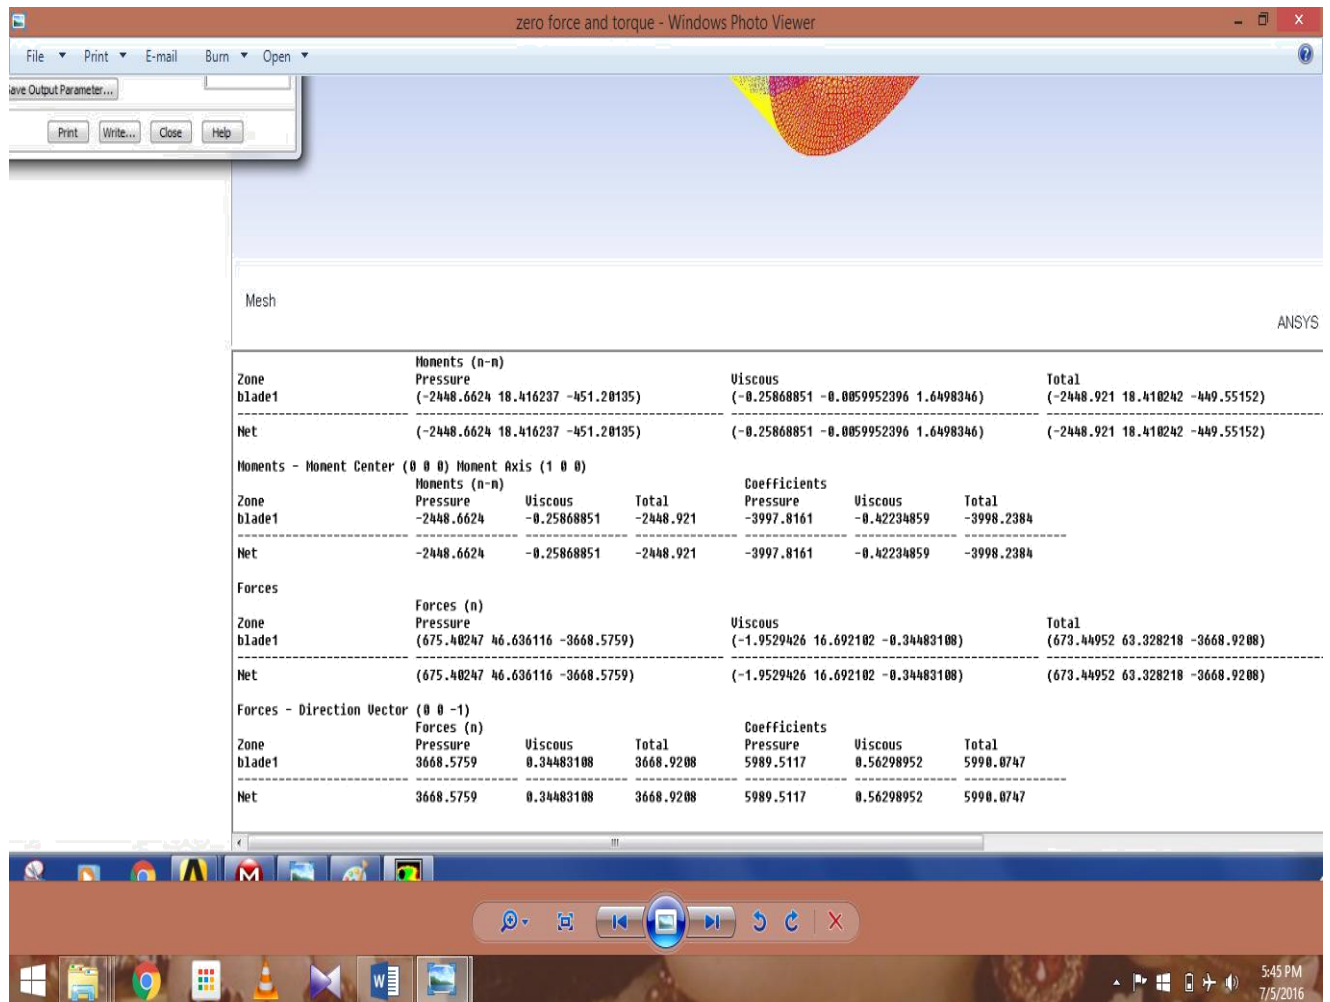 zero force and torque - Windows Photo Viewer
File Print E-mail Burn Open
Save Output Parameter...
Print Write... Close Help
Mesh
ANSYS
Moments (n-m)
Zone Pressure Viscous Total
blade1 (-2448.6624 18.416237 -451.20135) (-0.25868851 -0.0059952396 1.6498346) (-2448.921 18.410242 -449.55152)
Net (-2448.6624 18.416237 -451.20135) (-0.25868851 -0.0059952396 1.6498346) (-2448.921 18.410242 -449.55152)
Moments - Moment Center (0 0 0) Moment Axis (1 0 0)
Moments (n-m) Coefficients
Zone Pressure Viscous Total Pressure Viscous Total
blade1 -2448.6624 -0.25868851 -2448.921 -3997.8161 -0.42234859 -3998.2384
Net -2448.6624 -0.25868851 -2448.921 -3997.8161 -0.42234859 -3998.2384
Forces
Forces (n)
Zone Pressure Viscous Total
blade1 (675.40247 46.636116 -3668.5759) (-1.9529426 16.692102 -0.34483108) (673.44952 63.328218 -3668.9208)
Net (675.40247 46.636116 -3668.5759) (-1.9529426 16.692102 -0.34483108) (673.44952 63.328218 -3668.9208)
Forces - Direction Vector (0 0 -1)
Forces (n) Coefficients
Zone Pressure Viscous Total Pressure Viscous Total
blade1 3668.5759 0.34483108 3668.9208 5989.5117 0.56298952 5990.0747
Net 3668.5759 0.34483108 3668.9208 5989.5117 0.56298952 5990.0747
5:45 PM
7/5/2016